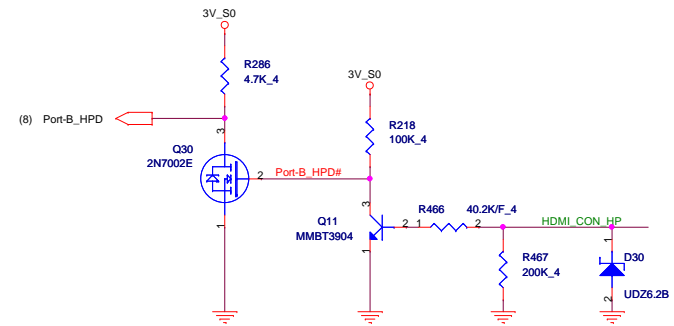 3V_S0
R286
4.7K_4
3V_S0
(8) Port-B_HPD
3
R218
100K_4
Q30
2N7002E
2
Port-B_HPD#
1
3
Q11
MMBT3904
2
1
R466
40.2K/F_4
1
2
HDMI_CON_HP
R467
200K_4
1
D30
2
UDZ6.2B